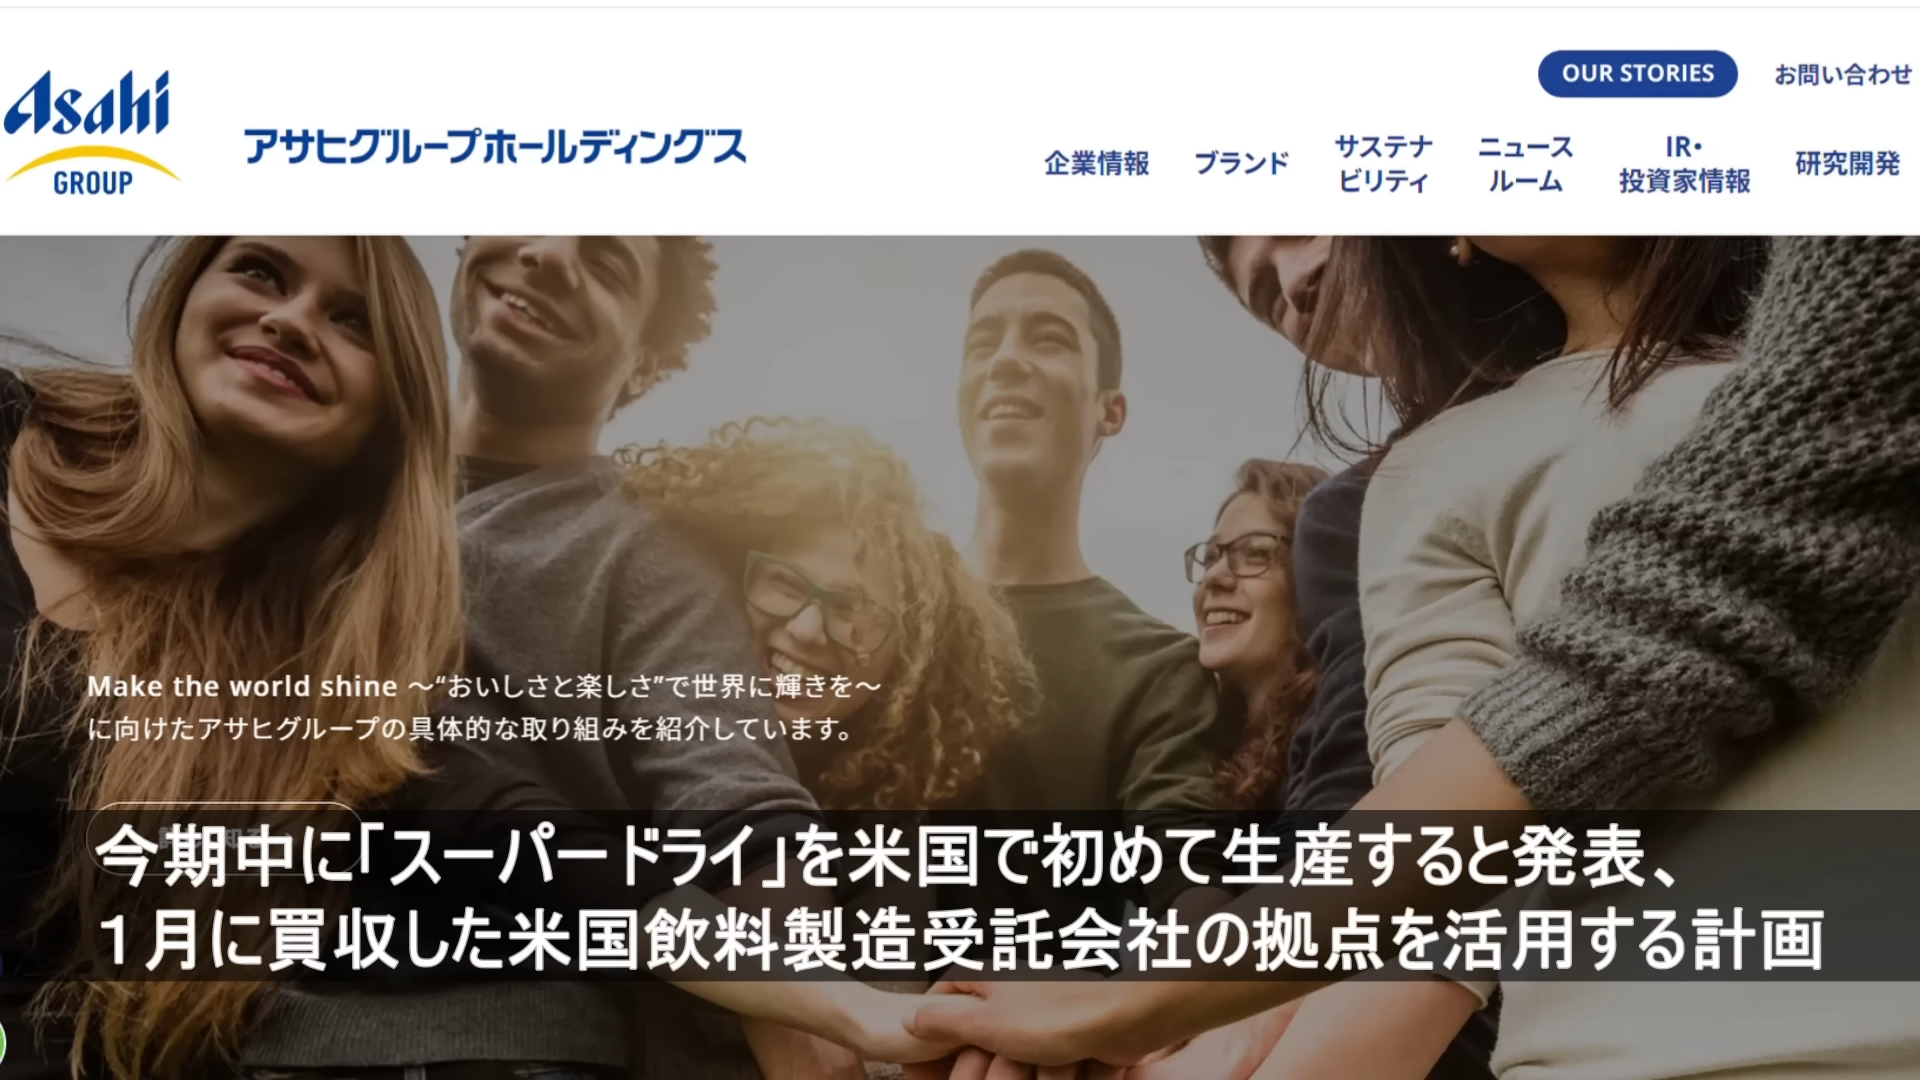 OUR STORIES
お問い合わせ
Asahi
GROUP
アサヒグループホールディングス
企業情報
ブランド
サステナ
ビリティ
ニュース
ルーム
IR・
投資家情報
研究開発
Make the world shine ～“おいしさと楽しさ”で世界に輝きを～
に向けたアサヒグループの具体的な取り組みを紹介しています。
今期中に｢スーパードライ｣を米国で初めて生産すると発表、
１月に買収した米国飲料製造受託会社の拠点を活用する計画